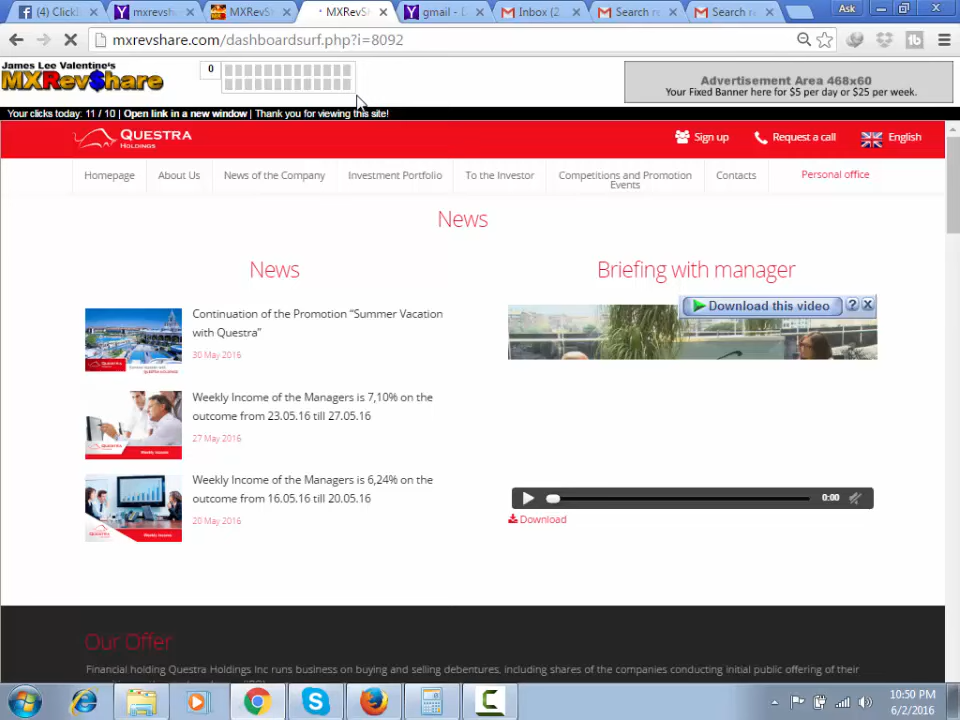 (4) Click
mxrevsh
MXRevS
MXRevSh
gmail - D
Inbox (2
Search re
Search re
Ask
mxrevshare.com/dashboardsurf.php?i=8092
James Lee Valentine's
MXRev$hare
0
Advertisement Area 468x60
Your Fixed Banner here for $5 per day or $25 per week.
Your clicks today: 11 / 10 | Open link in a new window | Thank you for viewing this site!
QUESTRA
HOLDINGS
Sign up
Request a call
English
Homepage
About Us
News of the Company
Investment Portfolio
To the Investor
Competitions and Promotion
Events
Contacts
Personal office
News
News
Briefing with manager
Continuation of the Promotion “Summer Vacation
with Questra”
30 May 2016
Weekly Income of the Managers is 7,10% on the
outcome from 23.05.16 till 27.05.16
27 May 2016
Weekly Income
Weekly Income of the Managers is 6,24% on the
outcome from 16.05.16 till 20.05.16
20 May 2016
Weekly Income
Download this video
0:00
Download
Our Offer
Financial holding Questra Holdings Inc runs business on buying and selling debentures, including shares of the companies conducting initial public offering of their
10:50 PM
6/2/2016